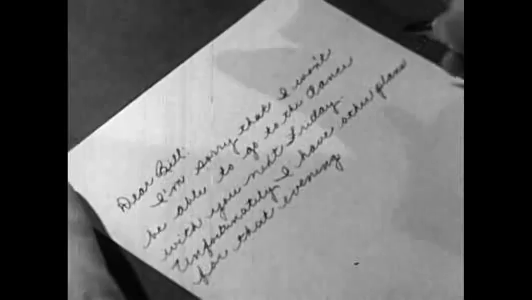 Dear Bill:
I'm sorry that I won't
be able to go to the dance
with you next Friday.
Unfortunately I have other plans
for that evening